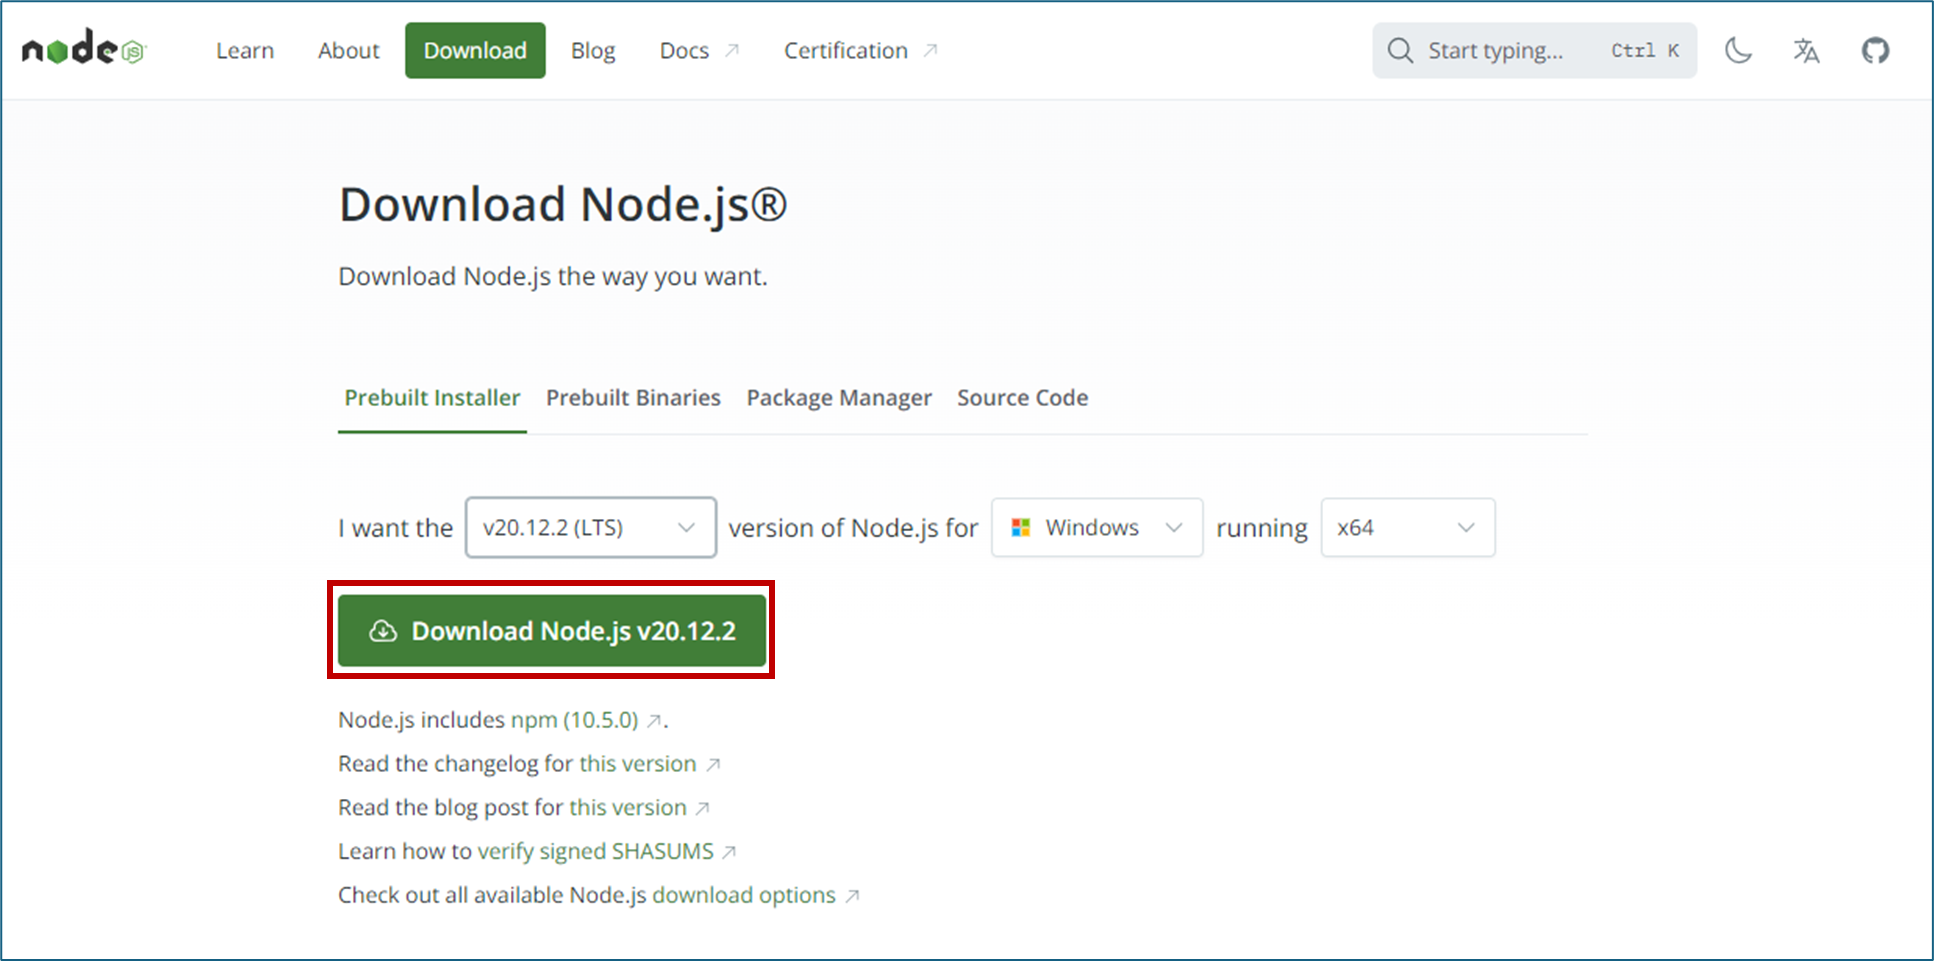 node JS
Learn About Download Blog Docs Certification Start typing... Ctrl K
Download Node.js®
Download Node.js the way you want.
Prebuilt Installer Prebuilt Binaries Package Manager Source Code
I want the v20.12.2 (LTS) version of Node.js for Windows running x64
Download Node.js v20.12.2
Node.js includes npm (10.5.0) ↗.
Read the changelog for this version ↗
Read the blog post for this version ↗
Learn how to verify signed SHASUMS ↗
Check out all available Node.js download options ↗